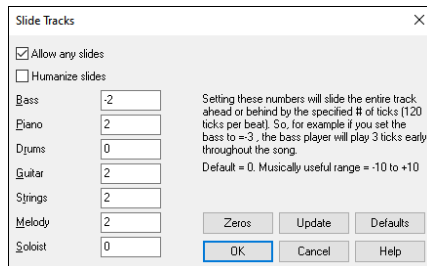 Slide Tracks
Allow any slides
Humanize slides
Bass -2
Piano 2
Drums 0
Guitar 2
Strings 2
Melody 2
Soloist 0
Setting these numbers will slide the entire track
ahead or behind by the specified # of ticks (120
ticks per beat). So, for example if you set the
bass to =-3 , the bass player will play 3 ticks early
throughout the song.
Default = 0. Musically useful range = -10 to +10
Zeros Update Defaults
OK Cancel Help